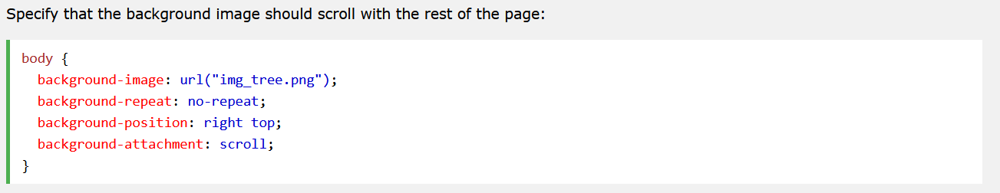 Specify that the background image should scroll with the rest of the page:
body {
  background-image: url("img_tree.png");
  background-repeat: no-repeat;
  background-position: right top;
  background-attachment: scroll;
}